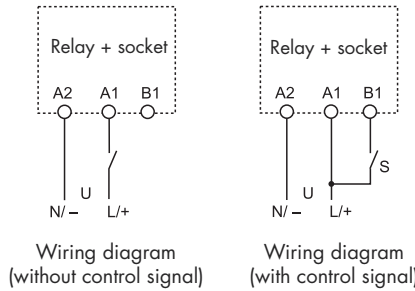 Relay + socket
A2 A1 B1
U
N/ – L/+
Wiring diagram
(without control signal)
Relay + socket
A2 A1 B1
S
U
N/ – L/+
Wiring diagram
(with control signal)